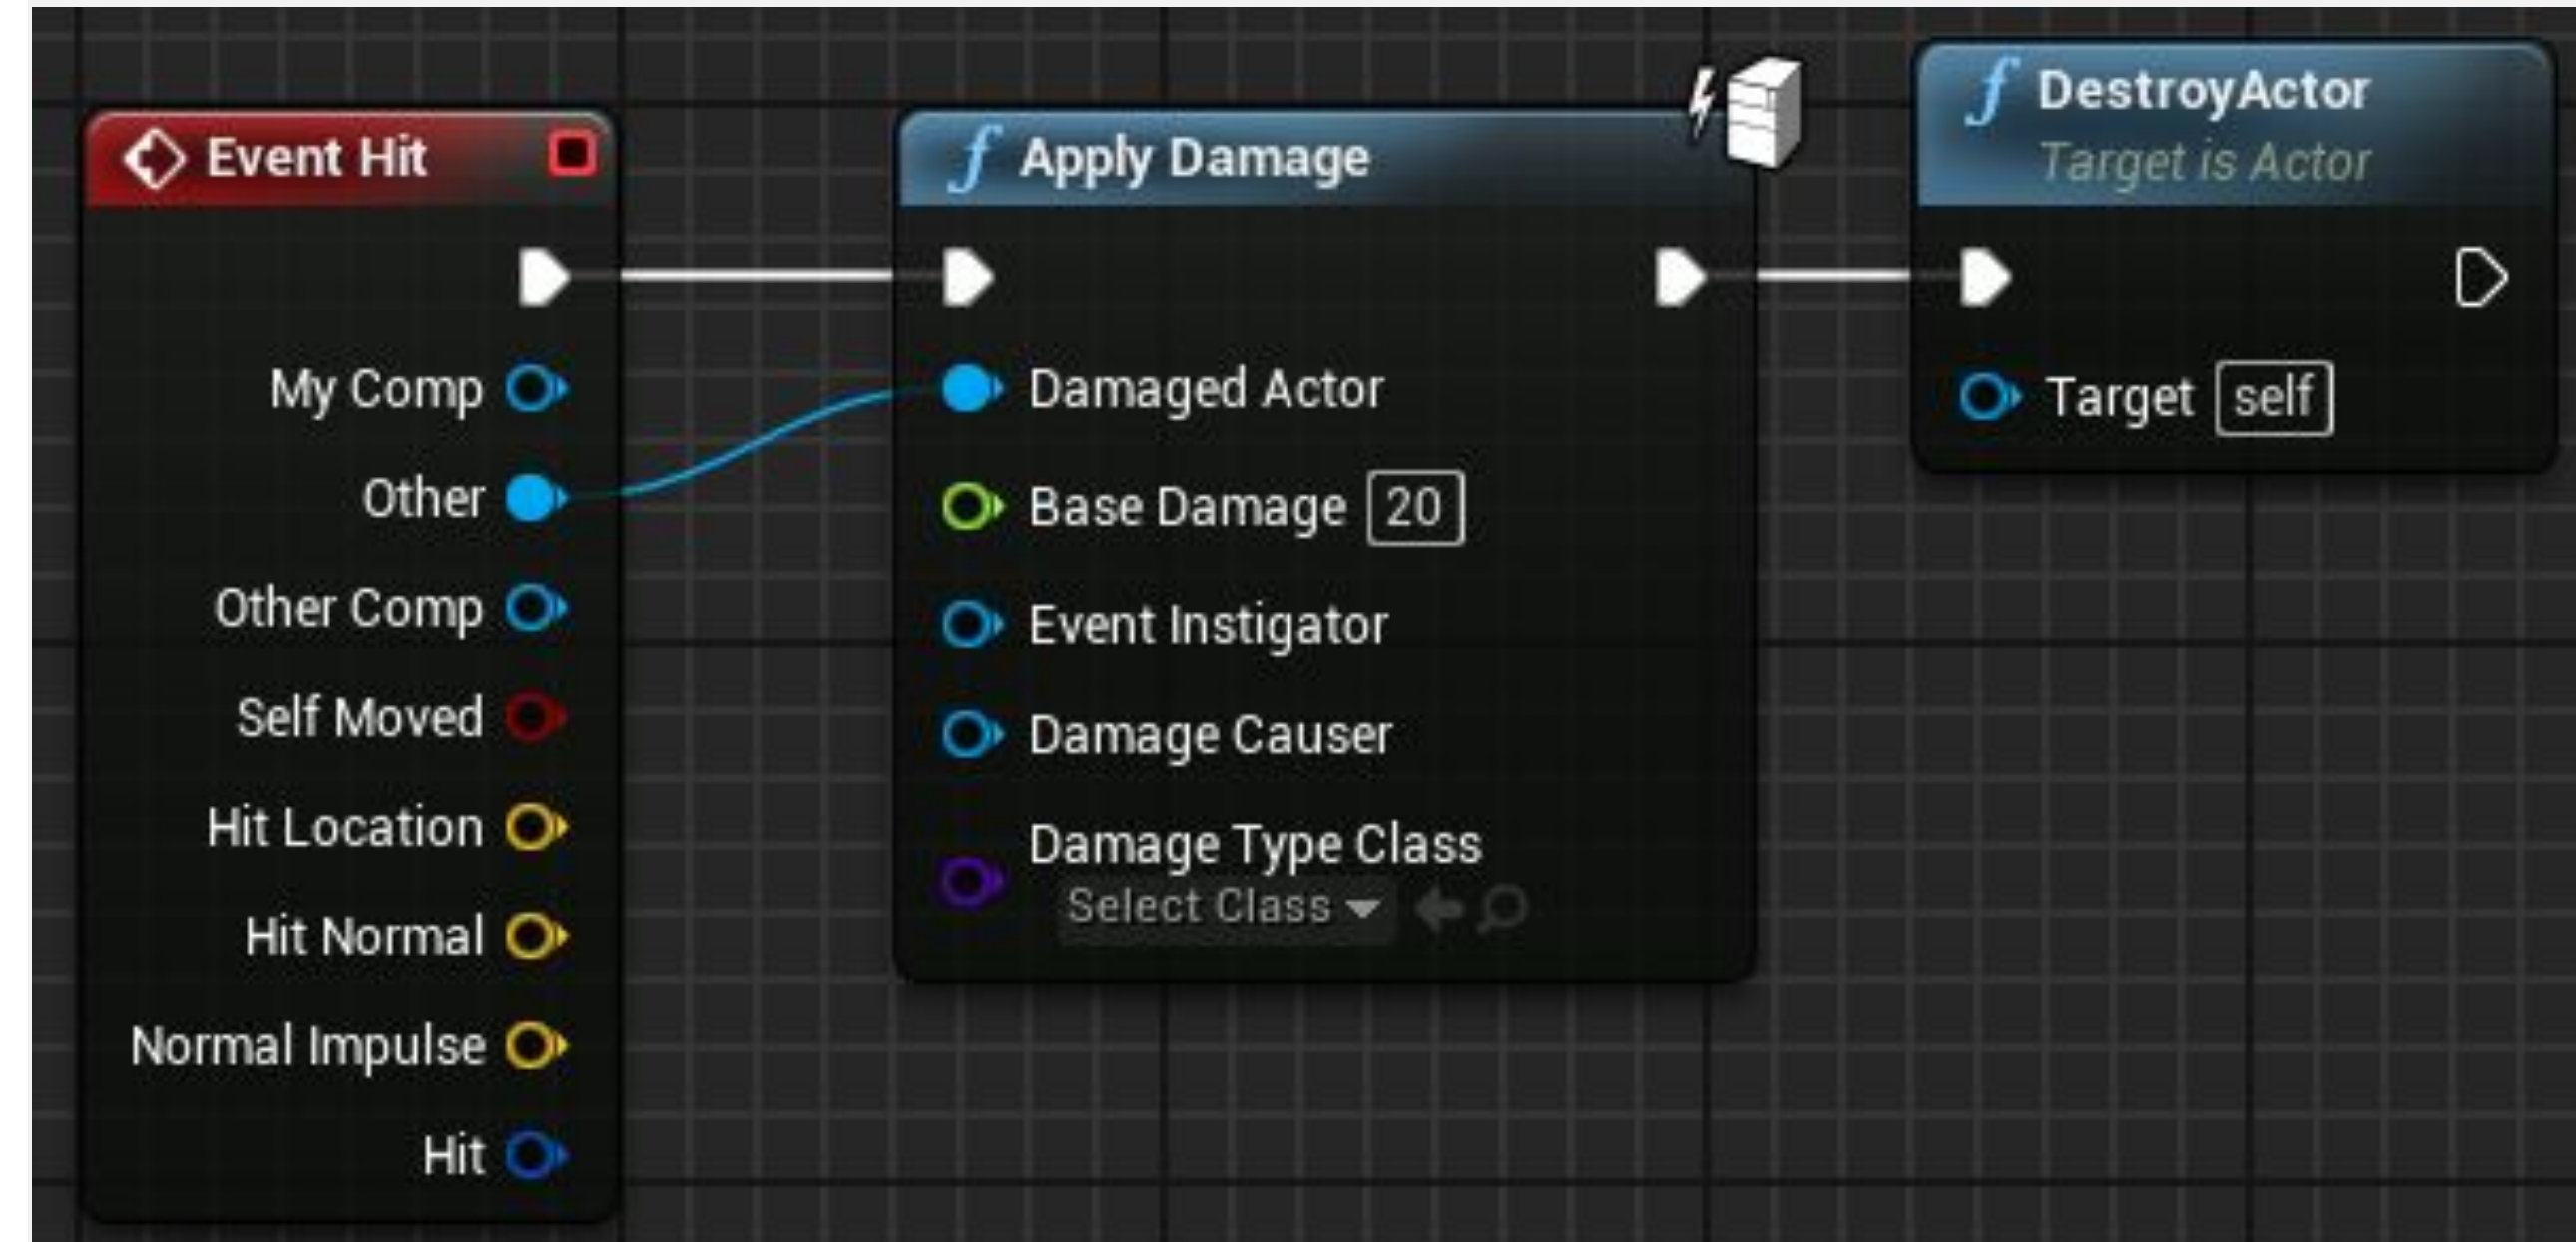 Event Hit
My Comp
Other
Other Comp
Self Moved
Hit Location
Hit Normal
Normal Impulse
Hit
f Apply Damage
Damaged Actor
Base Damage 20
Event Instigator
Damage Causer
Damage Type Class
Select Class
f DestroyActor
Target is Actor
Target self